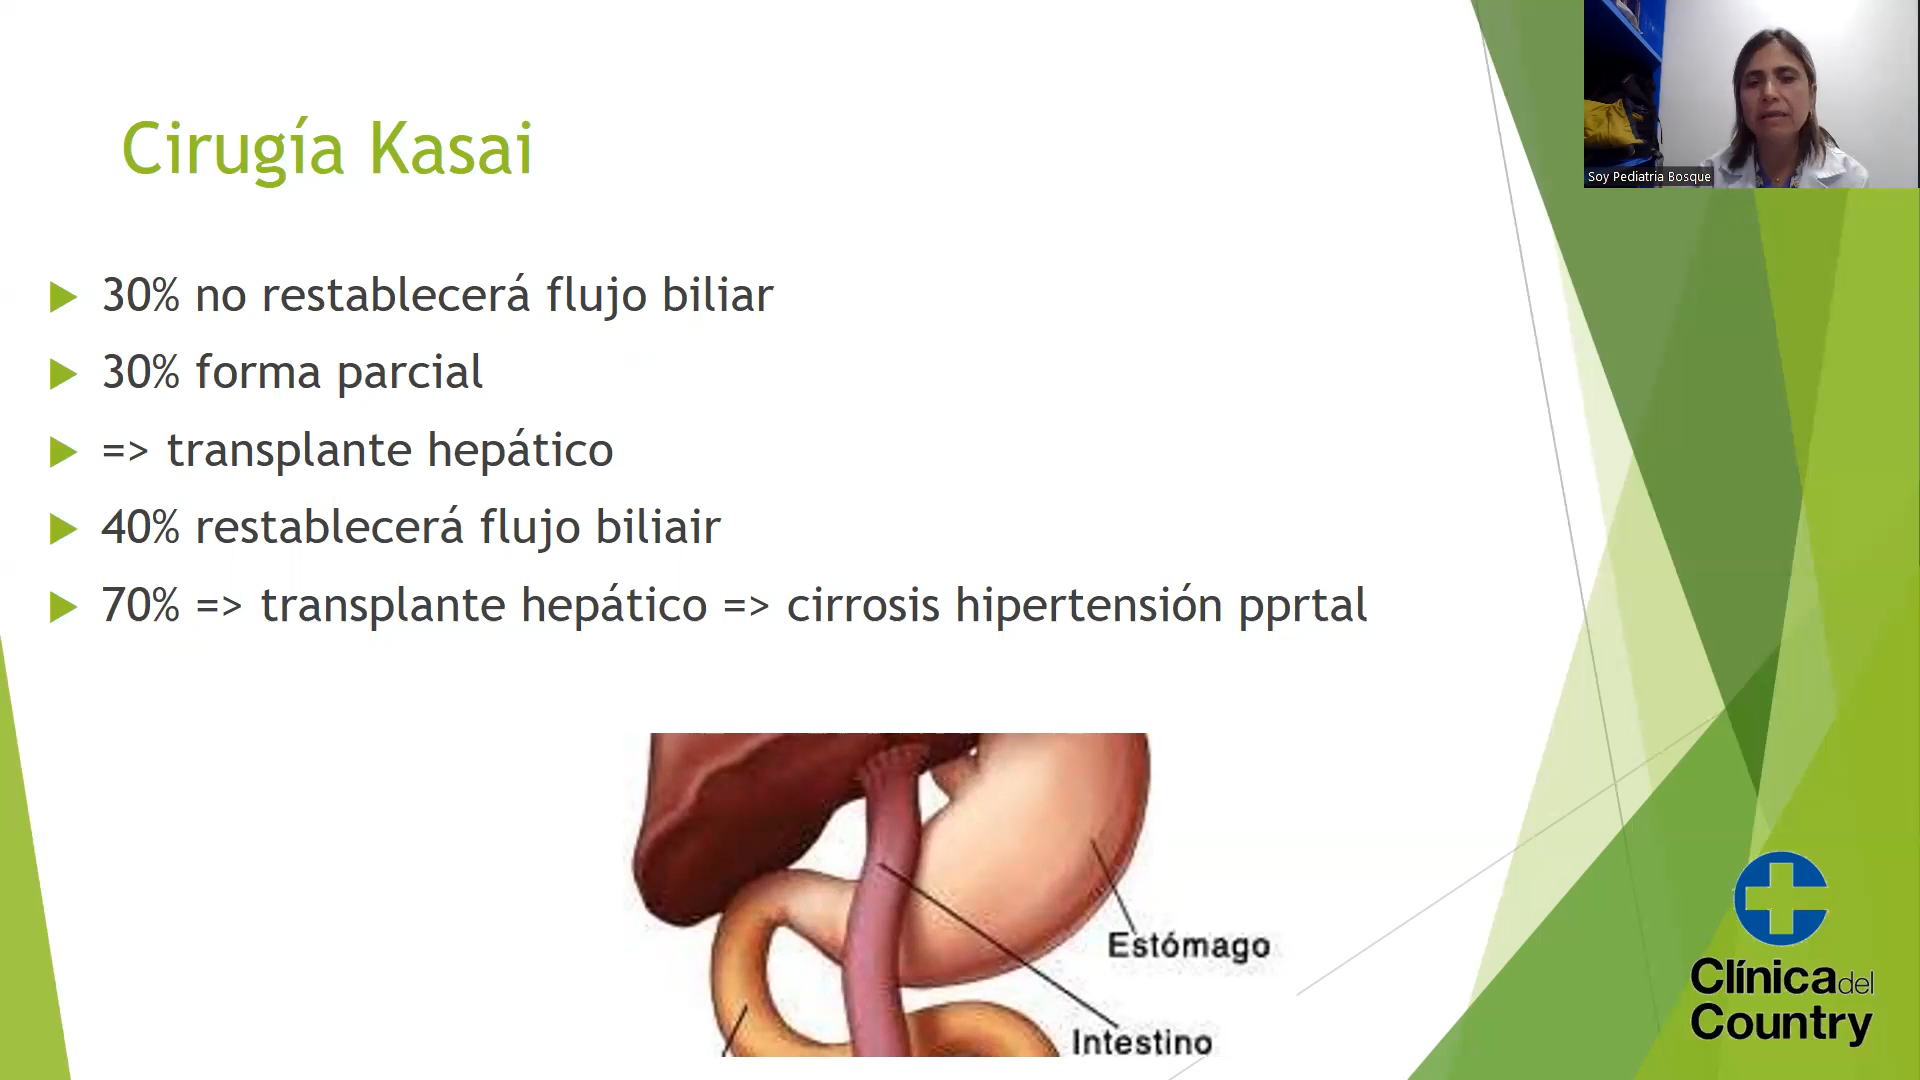 Cirugía Kasai
30% no restablecerá flujo biliar
30% forma parcial
=> transplante hepático
40% restablecerá flujo biliair
70% => transplante hepático => cirrosis hipertensión pprtal
Soy Pediatria Bosque
Estómago
Intestino
Clínica del
Country